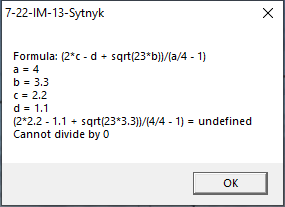 7-22-IM-13-Sytnyk
Formula: (2*c - d + sqrt(23*b))/(a/4 - 1)
a = 4
b = 3.3
c = 2.2
d = 1.1
(2*2.2 - 1.1 + sqrt(23*3.3))/(4/4 - 1) = undefined
Cannot divide by 0
OK